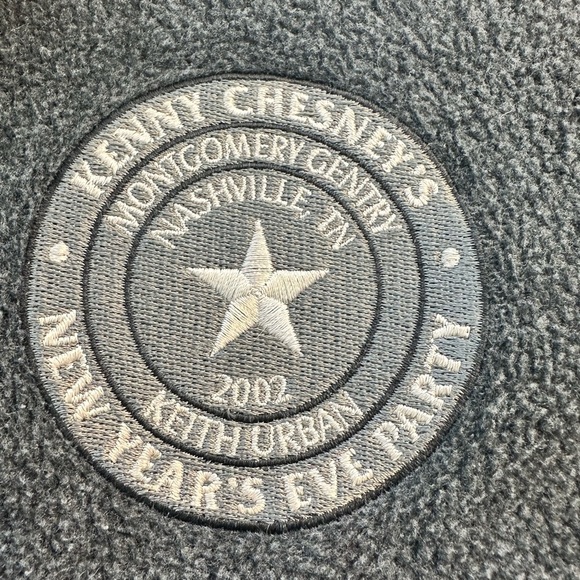 KENNY CHESNEY'S
MONTGOMERY GENTRY
NASHVILLE, TN
2002
KEITH URBAN
NEW YEAR'S EVE PARTY